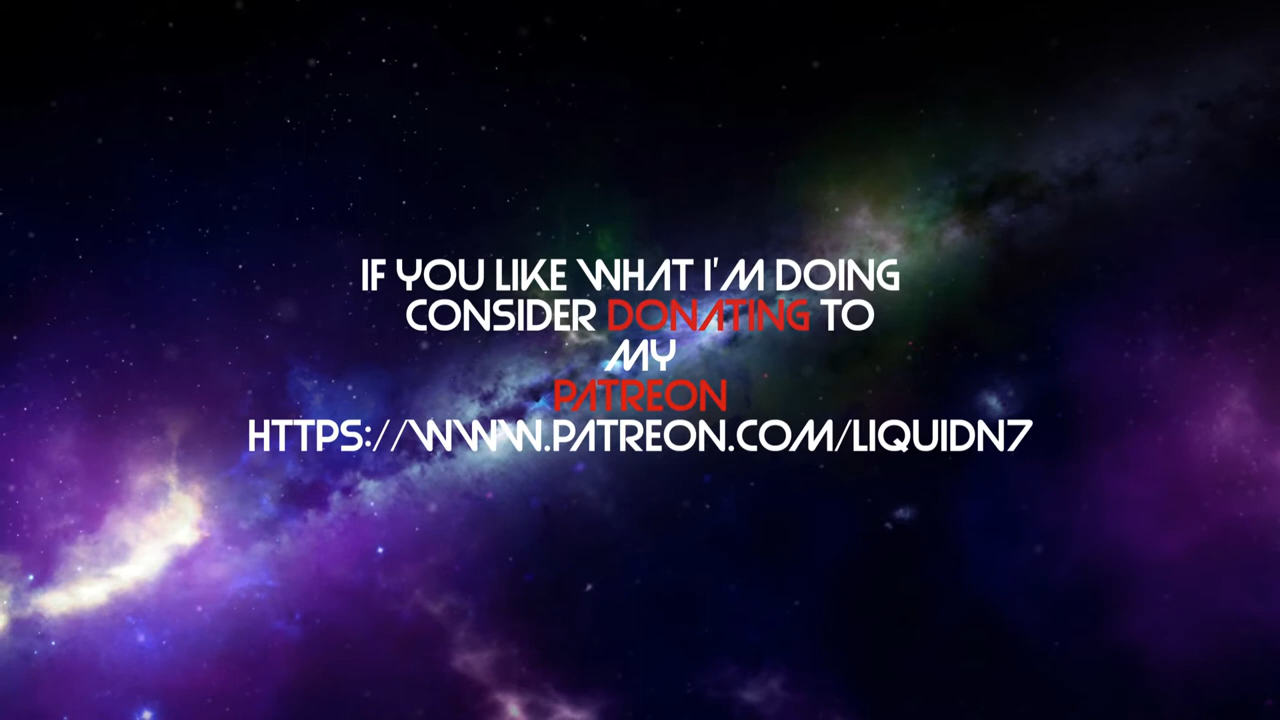 IF YOU LIKE WHAT I'M DOING
CONSIDER DONATING TO
MY
PATREON
HTTPS://WWW.PATREON.COM/LIQUIDN7